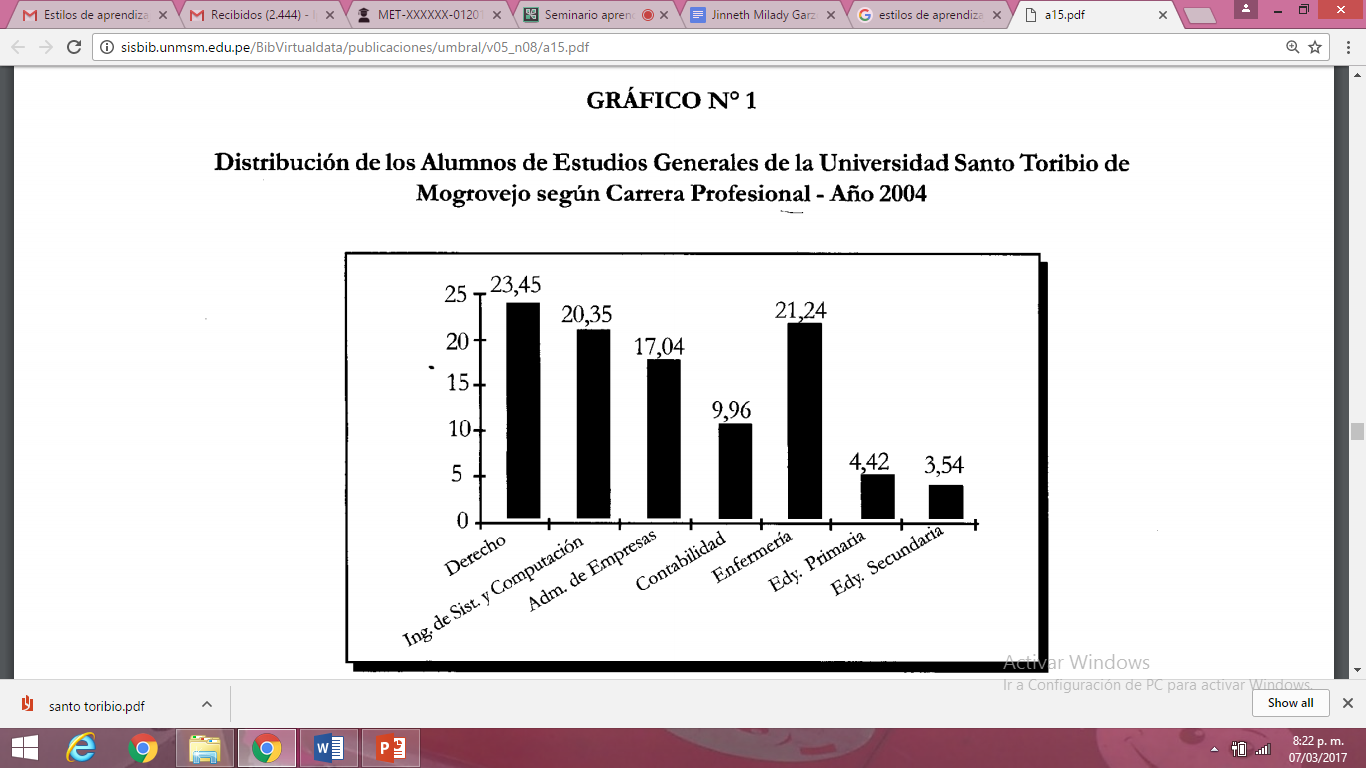 Estilos de aprendiza
Recibidos (2.444) -
MET-XXXXXX-01201
Seminario apren
Jinneth Milady Garz
estilos de aprendiza
a15.pdf
sisbib.unmsm.edu.pe/BibVirtualdata/publicaciones/umbral/v05_n08/a15.pdf
GRÁFICO N° 1
Distribución de los Alumnos de Estudios Generales de la Universidad Santo Toribio de
Mogrovejo según Carrera Profesional - Año 2004
25
20
15
10
5
0
23,45
20,35
17,04
9,96
21,24
4,42
3,54
Derecho
Ing. de Sist. y Computación
Adm. de Empresas
Contabilidad
Enfermería
Edy. Primaria
Edy. Secundaria
Activar Windows
Ir a Configuración de PC para activar Windows.
santo toribio.pdf
Show all
8:22 p. m.
07/03/2017